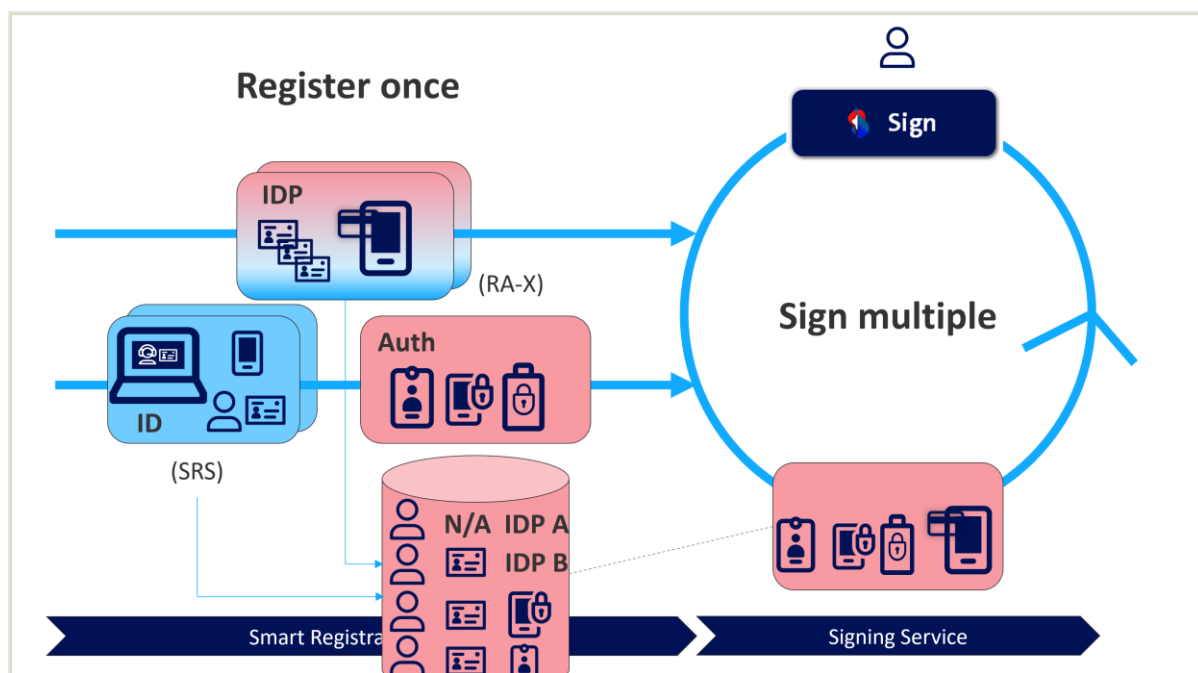 Register once
Sign
IDP
(RA-X)
Sign multiple
Auth
ID
(SRS)
N/A IDP A
IDP B
Smart Registra
Signing Service